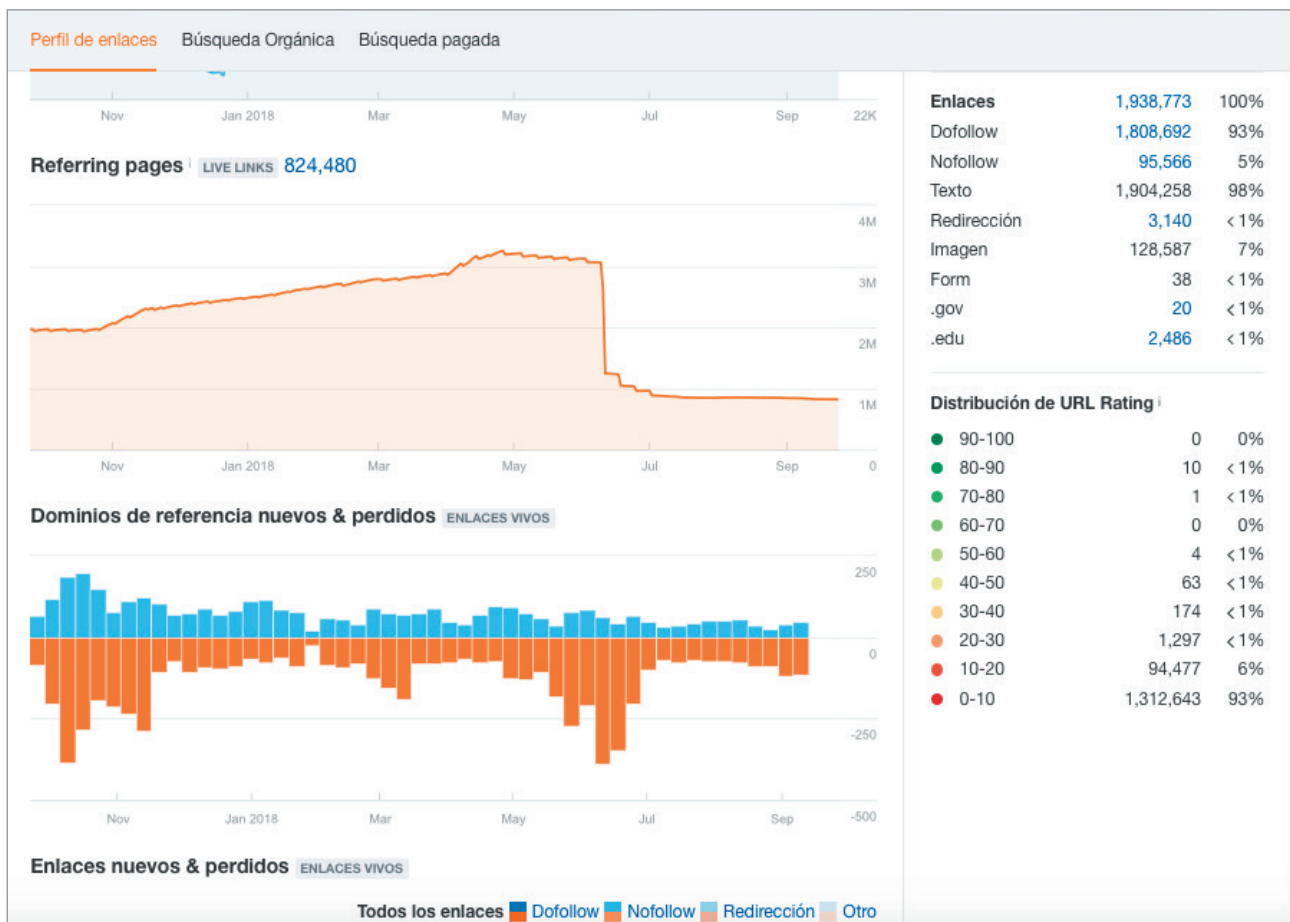 Perfil de enlaces Búsqueda Orgánica Búsqueda pagada
Nov Jan 2018 Mar May Jul Sep 22K
Referring pages i LIVE LINKS 824,480
4M
3M
2M
1M
Nov Jan 2018 Mar May Jul Sep 0
Dominios de referencia nuevos & perdidos ENLACES VIVOS
250
0
-250
Nov Jan 2018 Mar May Jul Sep -500
Enlaces nuevos & perdidos ENLACES VIVOS
Todos los enlaces Dofollow Nofollow Redirección Otro
Enlaces 1,938,773 100%
Dofollow 1,808,692 93%
Nofollow 95,566 5%
Texto 1,904,258 98%
Redirección 3,140 <1%
Imagen 128,587 7%
Form 38 <1%
.gov 20 <1%
.edu 2,486 <1%
Distribución de URL Rating i
90-100 0 0%
80-90 10 <1%
70-80 1 <1%
60-70 0 0%
50-60 4 <1%
40-50 63 <1%
30-40 174 <1%
20-30 1,297 <1%
10-20 94,477 6%
0-10 1,312,643 93%